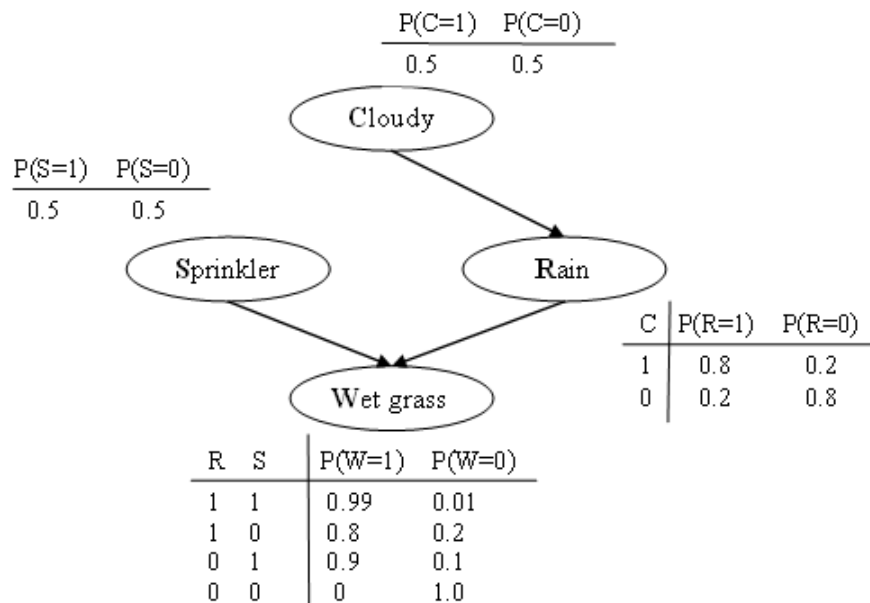 P(C=1) P(C=0)
0.5 0.5
Cloudy
P(S=1) P(S=0)
0.5 0.5
Sprinkler
Rain
C P(R=1) P(R=0)
1 0.8 0.2
0 0.2 0.8
Wet grass
R S P(W=1) P(W=0)
1 1 0.99 0.01
1 0 0.8 0.2
0 1 0.9 0.1
0 0 0 1.0